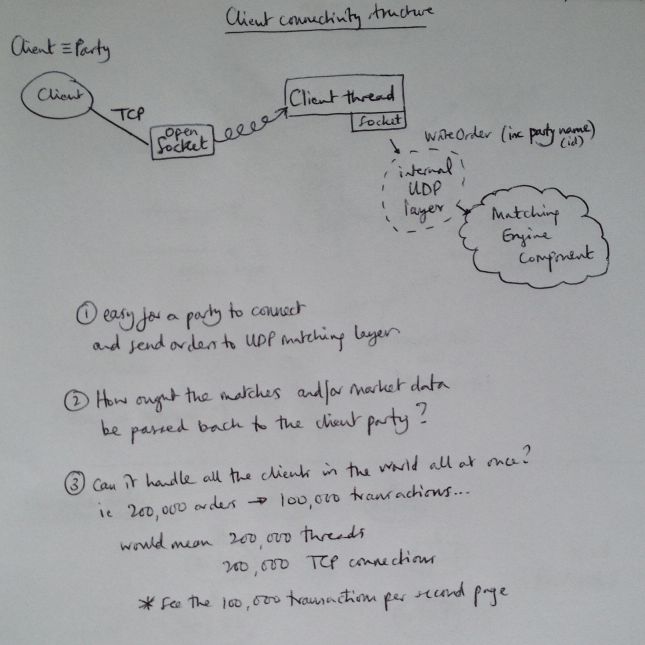 Client connectivity structure
Client ≡ Party
Client
TCP
open
Socket
Client thread
Socket
WriteOrder (inc party name)
(id)
internal
UDP
layer
Matching
Engine
Component
① easy for a party to connect
and send orders to UDP matching layer
② How ought the matches and/or market data
be passed back to the client party?
③ Can it handle all the clients in the world all at once?
ie 200,000 orders → 100,000 transactions...
would mean 200,000 threads
200,000 TCP connections
* See the 100,000 transactions per second page